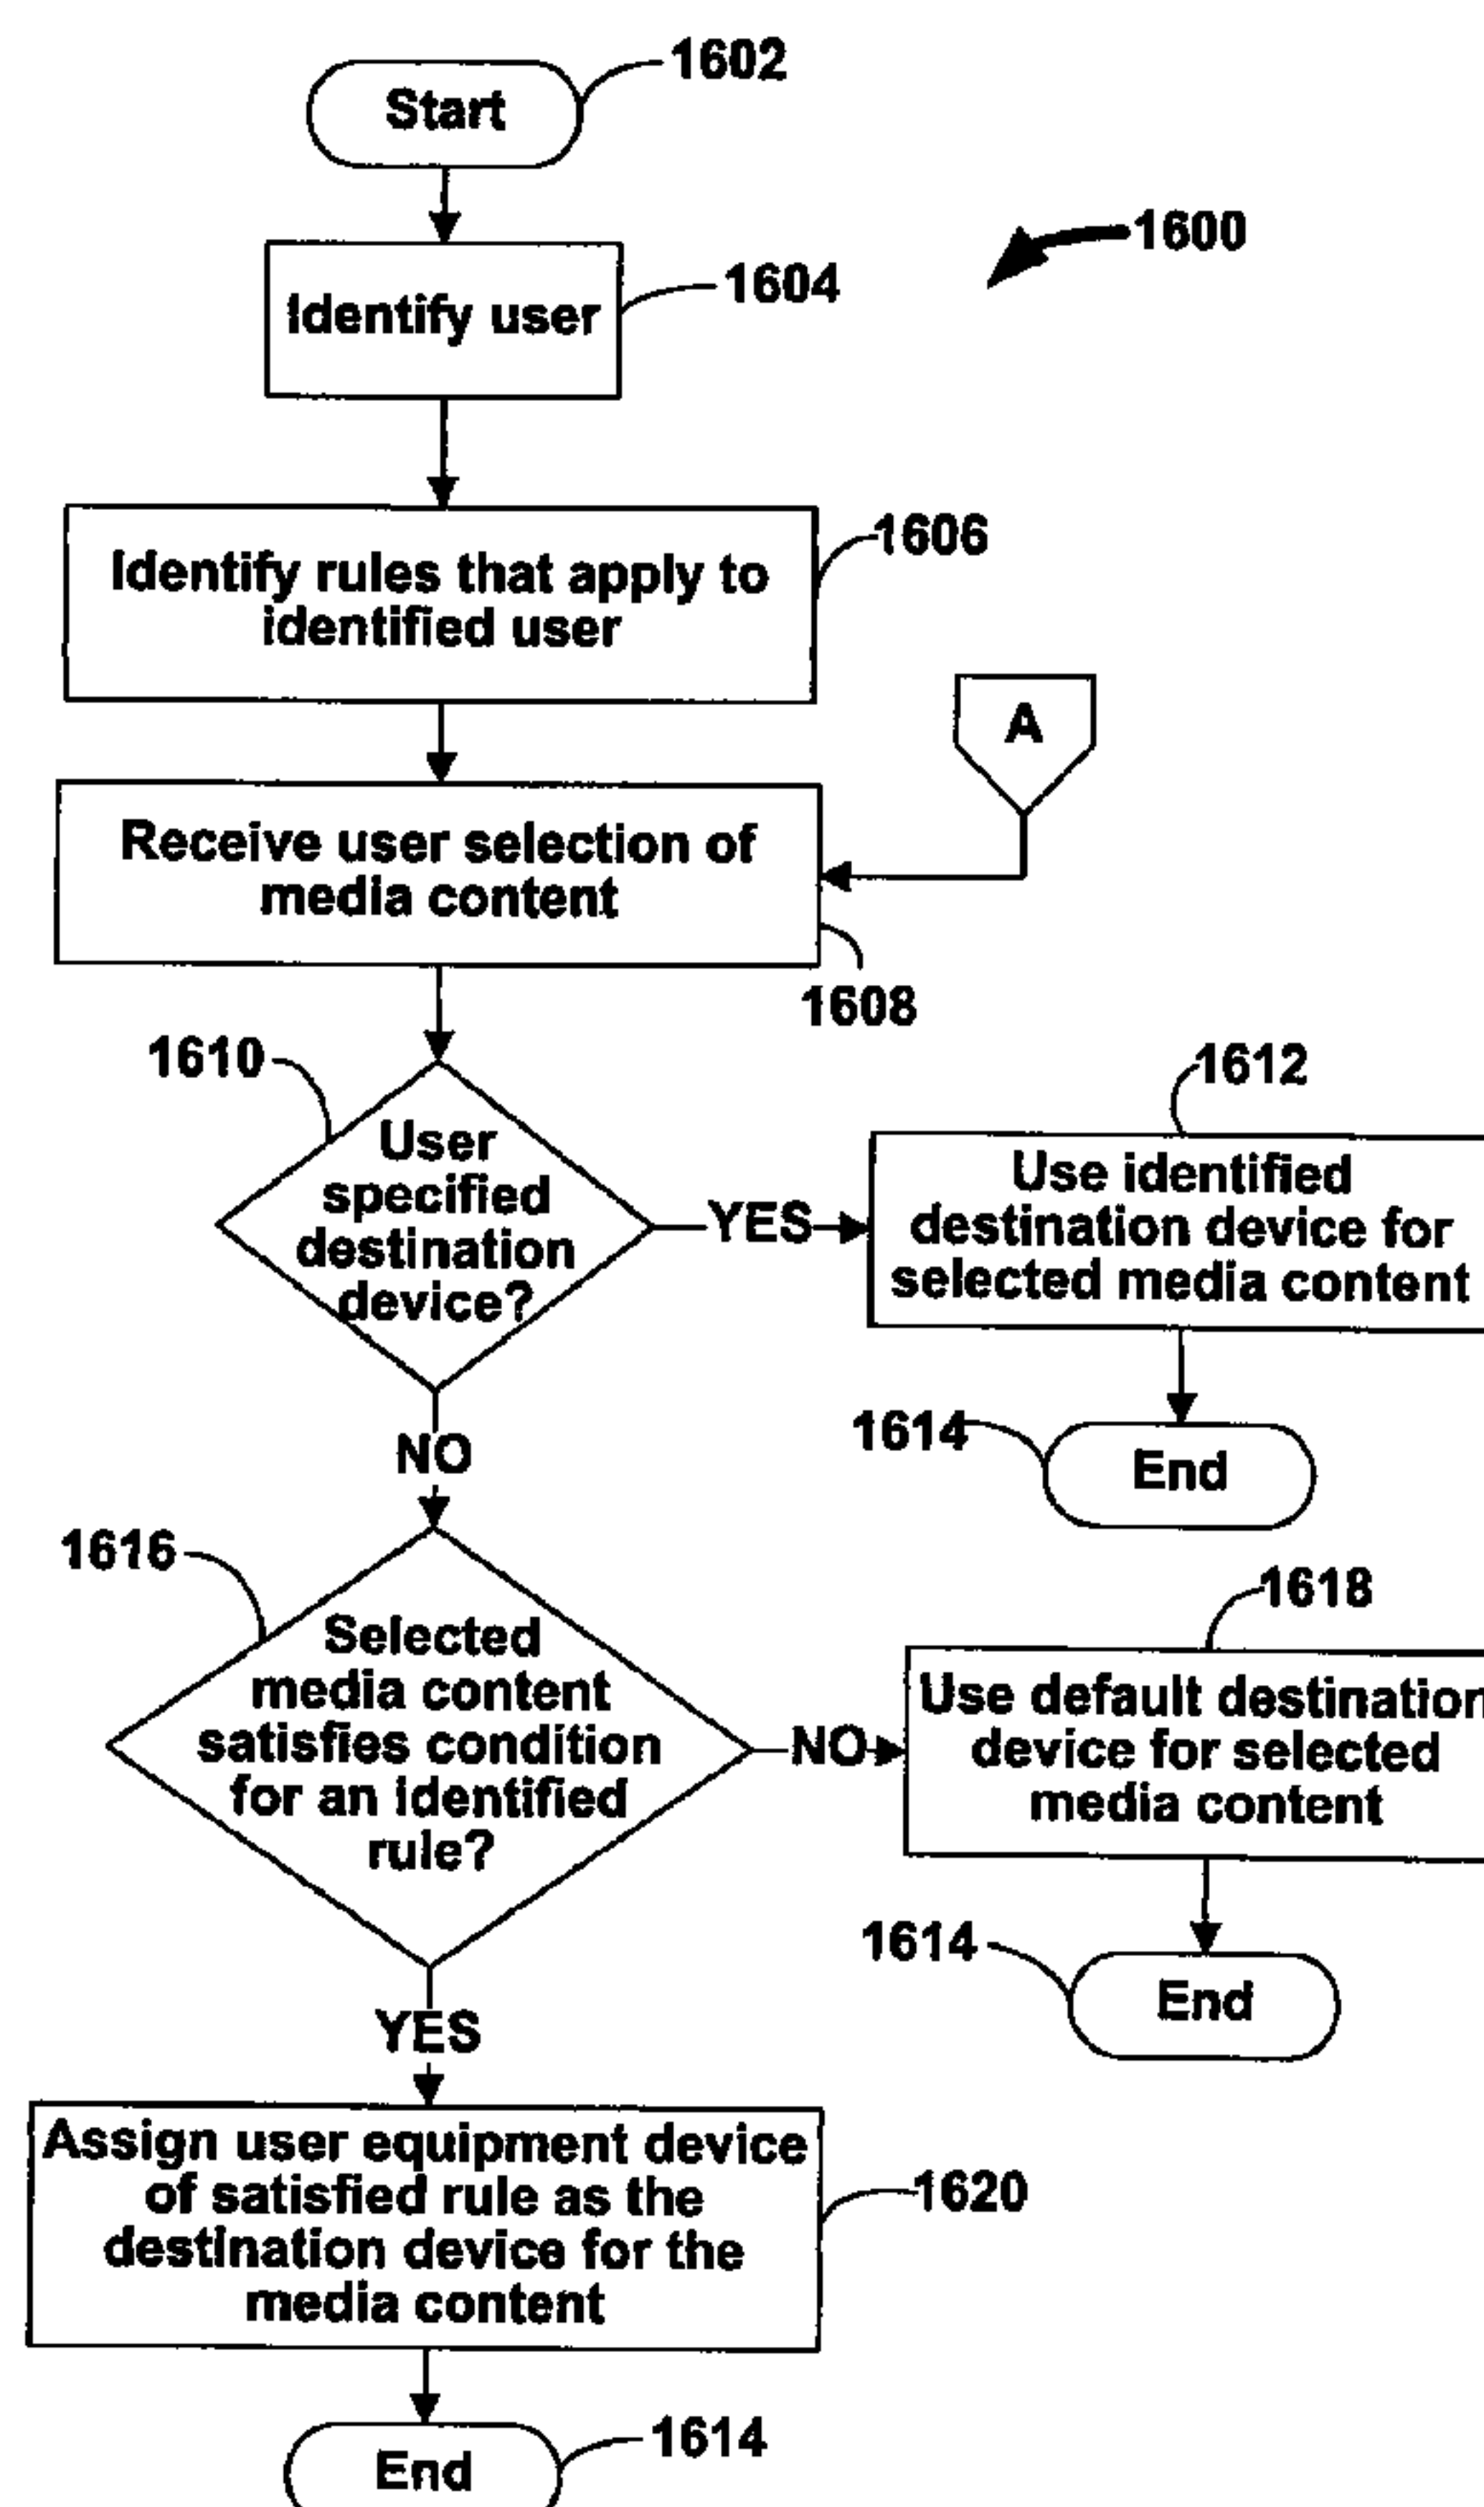 1602
Start
1600
1604
Identify user
1606
Identify rules that apply to
identified user
A
Receive user selection of
media content
1608
1610
1612
User
specified
destination
device?
YES
Use identified
destination device for
selected media content
1614
End
NO
1616
1618
Selected
media content
satisfies condition
for an identified
rule?
NO
Use default destination
device for selected
media content
1614
End
YES
Assign user equipment device
of satisfied rule as the
destination device for the
media content
1620
1614
End